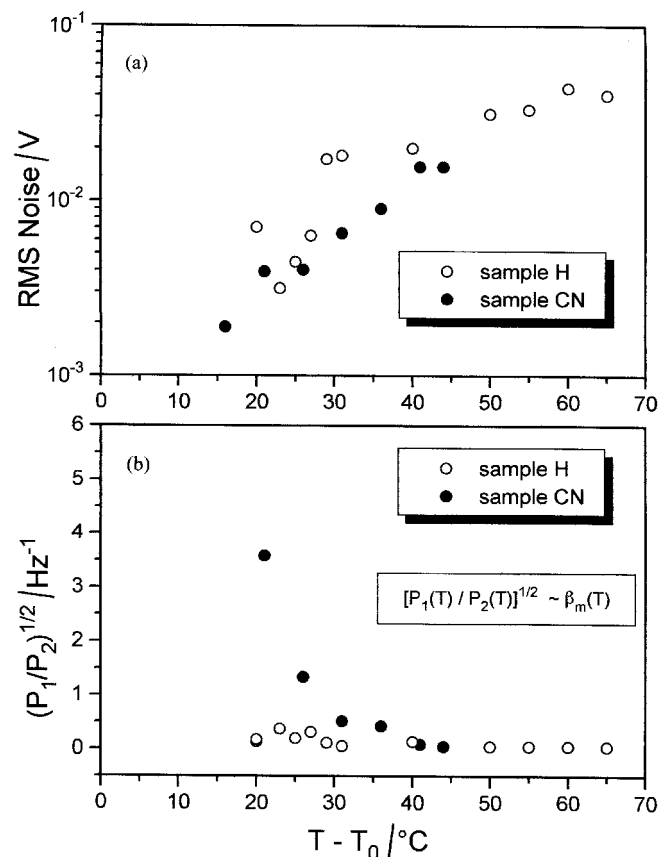 10⁻¹
(a)
RMS Noise/V
10⁻²
sample H
sample CN
10⁻³
0 10 20 30 40 50 60 70
6
(b)
sample H
sample CN
5
4
(P₁/P₂)^1/2/Hz⁻¹
3
[P₁(T) / P₂(T)]^1/2 ~ βₘ(T)
2
1
0
0 10 20 30 40 50 60 70
T - T₀/°C